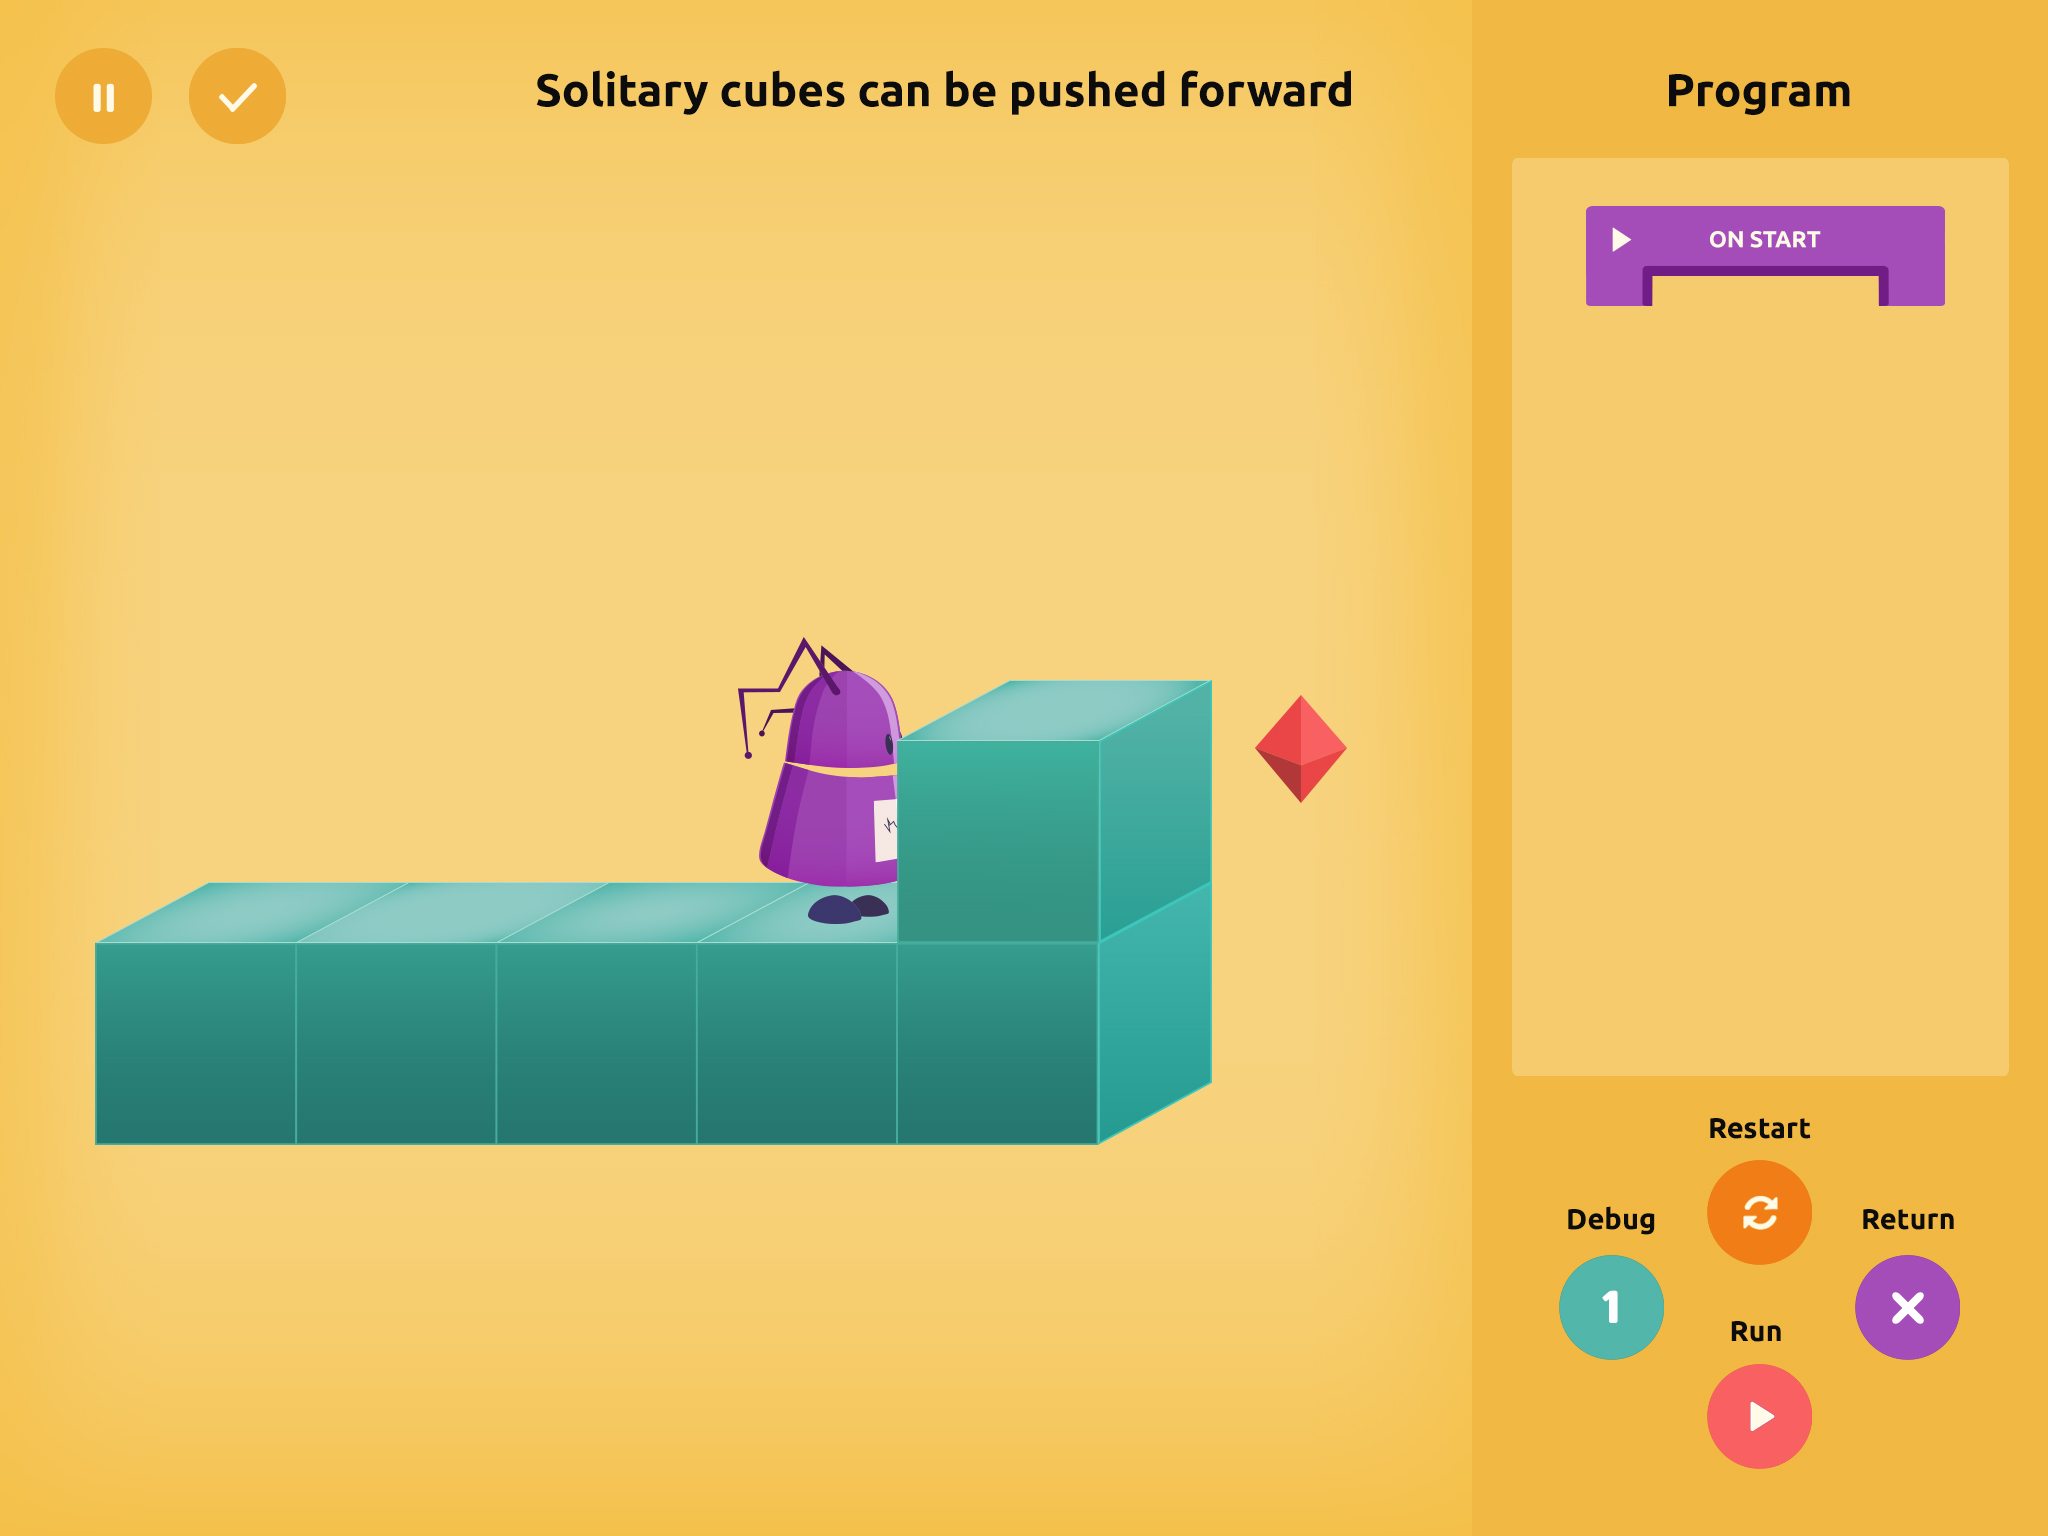 Solitary cubes can be pushed forward
Program
ON START
Restart
Debug
Return
1
Run